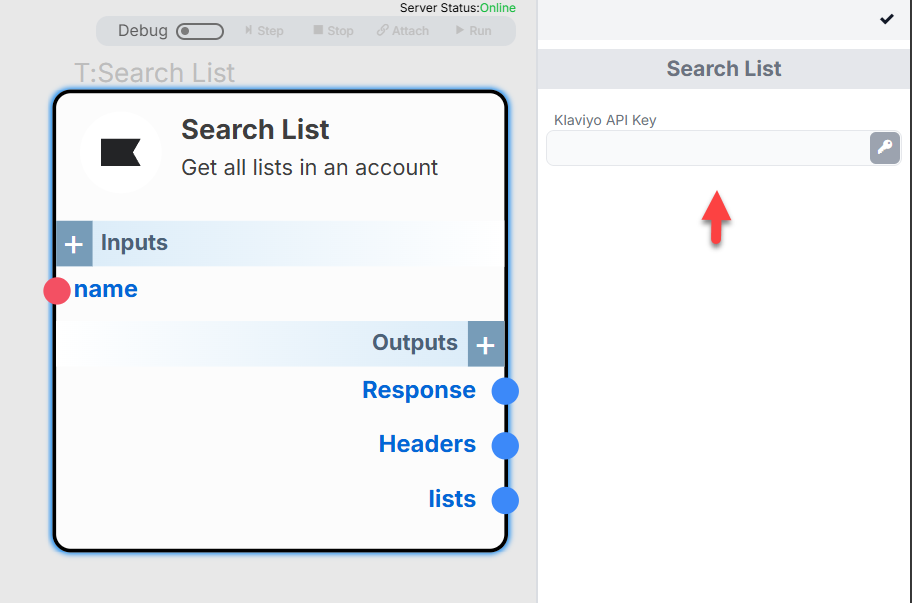 Server Status:Online
Debug Step Stop Attach Run
T:Search List
Search List
Get all lists in an account
Inputs
name
Outputs
Response
Headers
lists
Search List
Klaviyo API Key